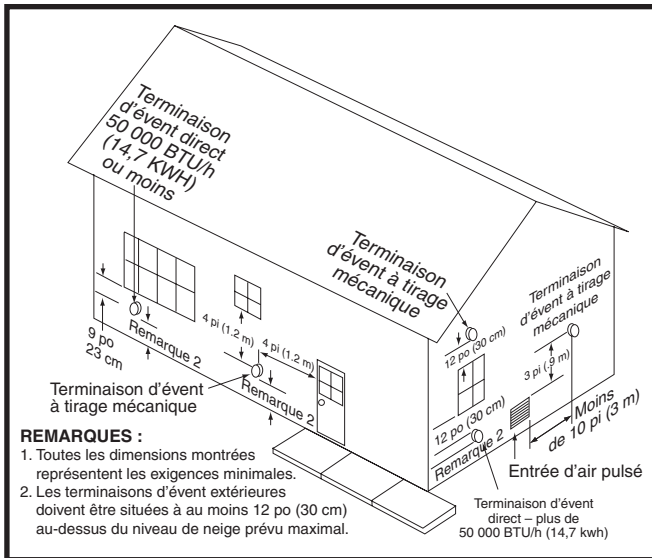 Terminaison
d'évent direct
50 000 BTU/h
(14,7 KWH)
ou moins
Terminaison
d'évent à tirage
mécanique
Terminaison
d'évent à tirage
mécanique
9 po
23 cm
Remarque 2
4 pi (1.2 m)
4 pi (1.2 m)
Remarque 2
Terminaison d'évent
à tirage mécanique
12 po (30 cm)
12 po (30 cm)
Remarque 2
3 pi (.9 m)
Moins
de 10 pi (3 m)
Entrée d'air pulsé
Terminaison d'évent
direct – plus de
50 000 BTU/h (14,7 kwh)
REMARQUES :
1. Toutes les dimensions montrées
représentent les exigences minimales.
2. Les terminaisons d'évent extérieures
doivent être situées à au moins 12 po (30 cm)
au-dessus du niveau de neige prévu maximal.